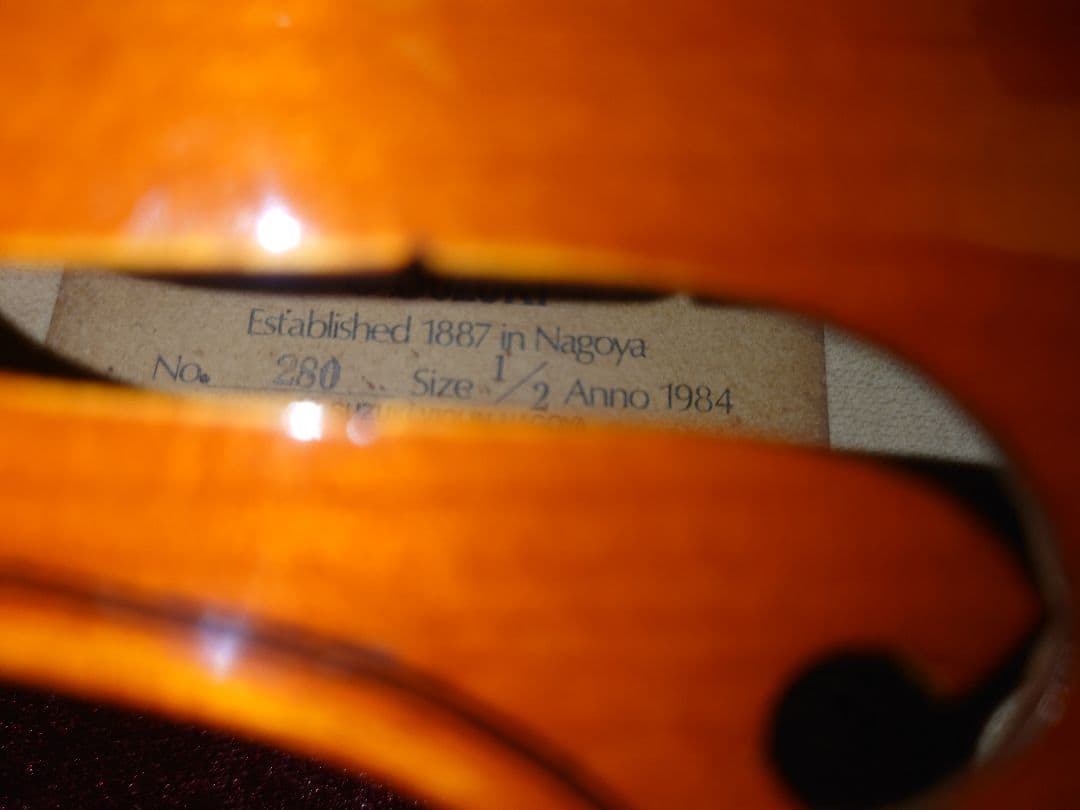 Established 1887 in Nagoya
No. 280 Size 1/2 Anno 1984